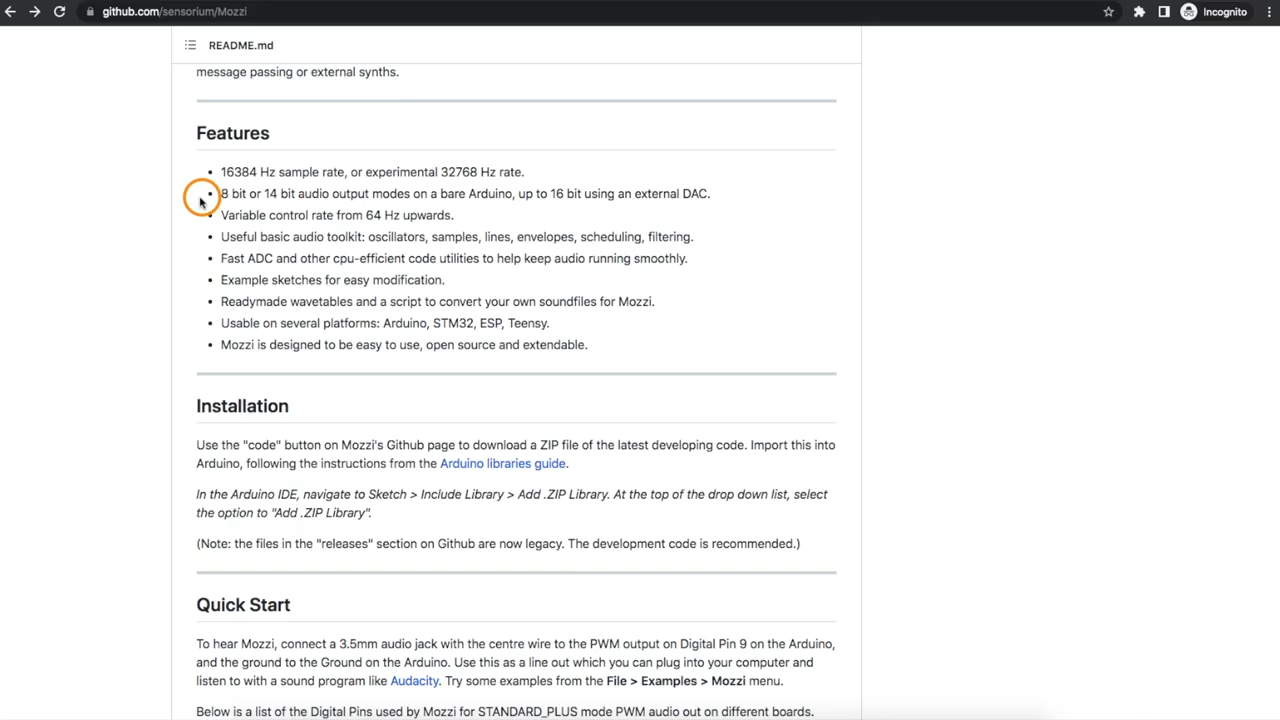 github.com/sensorium/Mozzi
Incognito
README.md
message passing or external synths.
Features
16384 Hz sample rate, or experimental 32768 Hz rate.
8 bit or 14 bit audio output modes on a bare Arduino, up to 16 bit using an external DAC.
Variable control rate from 64 Hz upwards.
Useful basic audio toolkit: oscillators, samples, lines, envelopes, scheduling, filtering.
Fast ADC and other cpu-efficient code utilities to help keep audio running smoothly.
Example sketches for easy modification.
Readymade wavetables and a script to convert your own soundfiles for Mozzi.
Usable on several platforms: Arduino, STM32, ESP, Teensy.
Mozzi is designed to be easy to use, open source and extendable.
Installation
Use the "code" button on Mozzi's Github page to download a ZIP file of the latest developing code. Import this into
Arduino, following the instructions from the Arduino libraries guide.
In the Arduino IDE, navigate to Sketch > Include Library > Add .ZIP Library. At the top of the drop down list, select
the option to "Add .ZIP Library".
(Note: the files in the "releases" section on Github are now legacy. The development code is recommended.)
Quick Start
To hear Mozzi, connect a 3.5mm audio jack with the centre wire to the PWM output on Digital Pin 9 on the Arduino,
and the ground to the Ground on the Arduino. Use this as a line out which you can plug into your computer and
listen to with a sound program like Audacity. Try some examples from the File > Examples > Mozzi menu.
Below is a list of the Digital Pins used by Mozzi for STANDARD_PLUS mode PWM audio out on different boards.